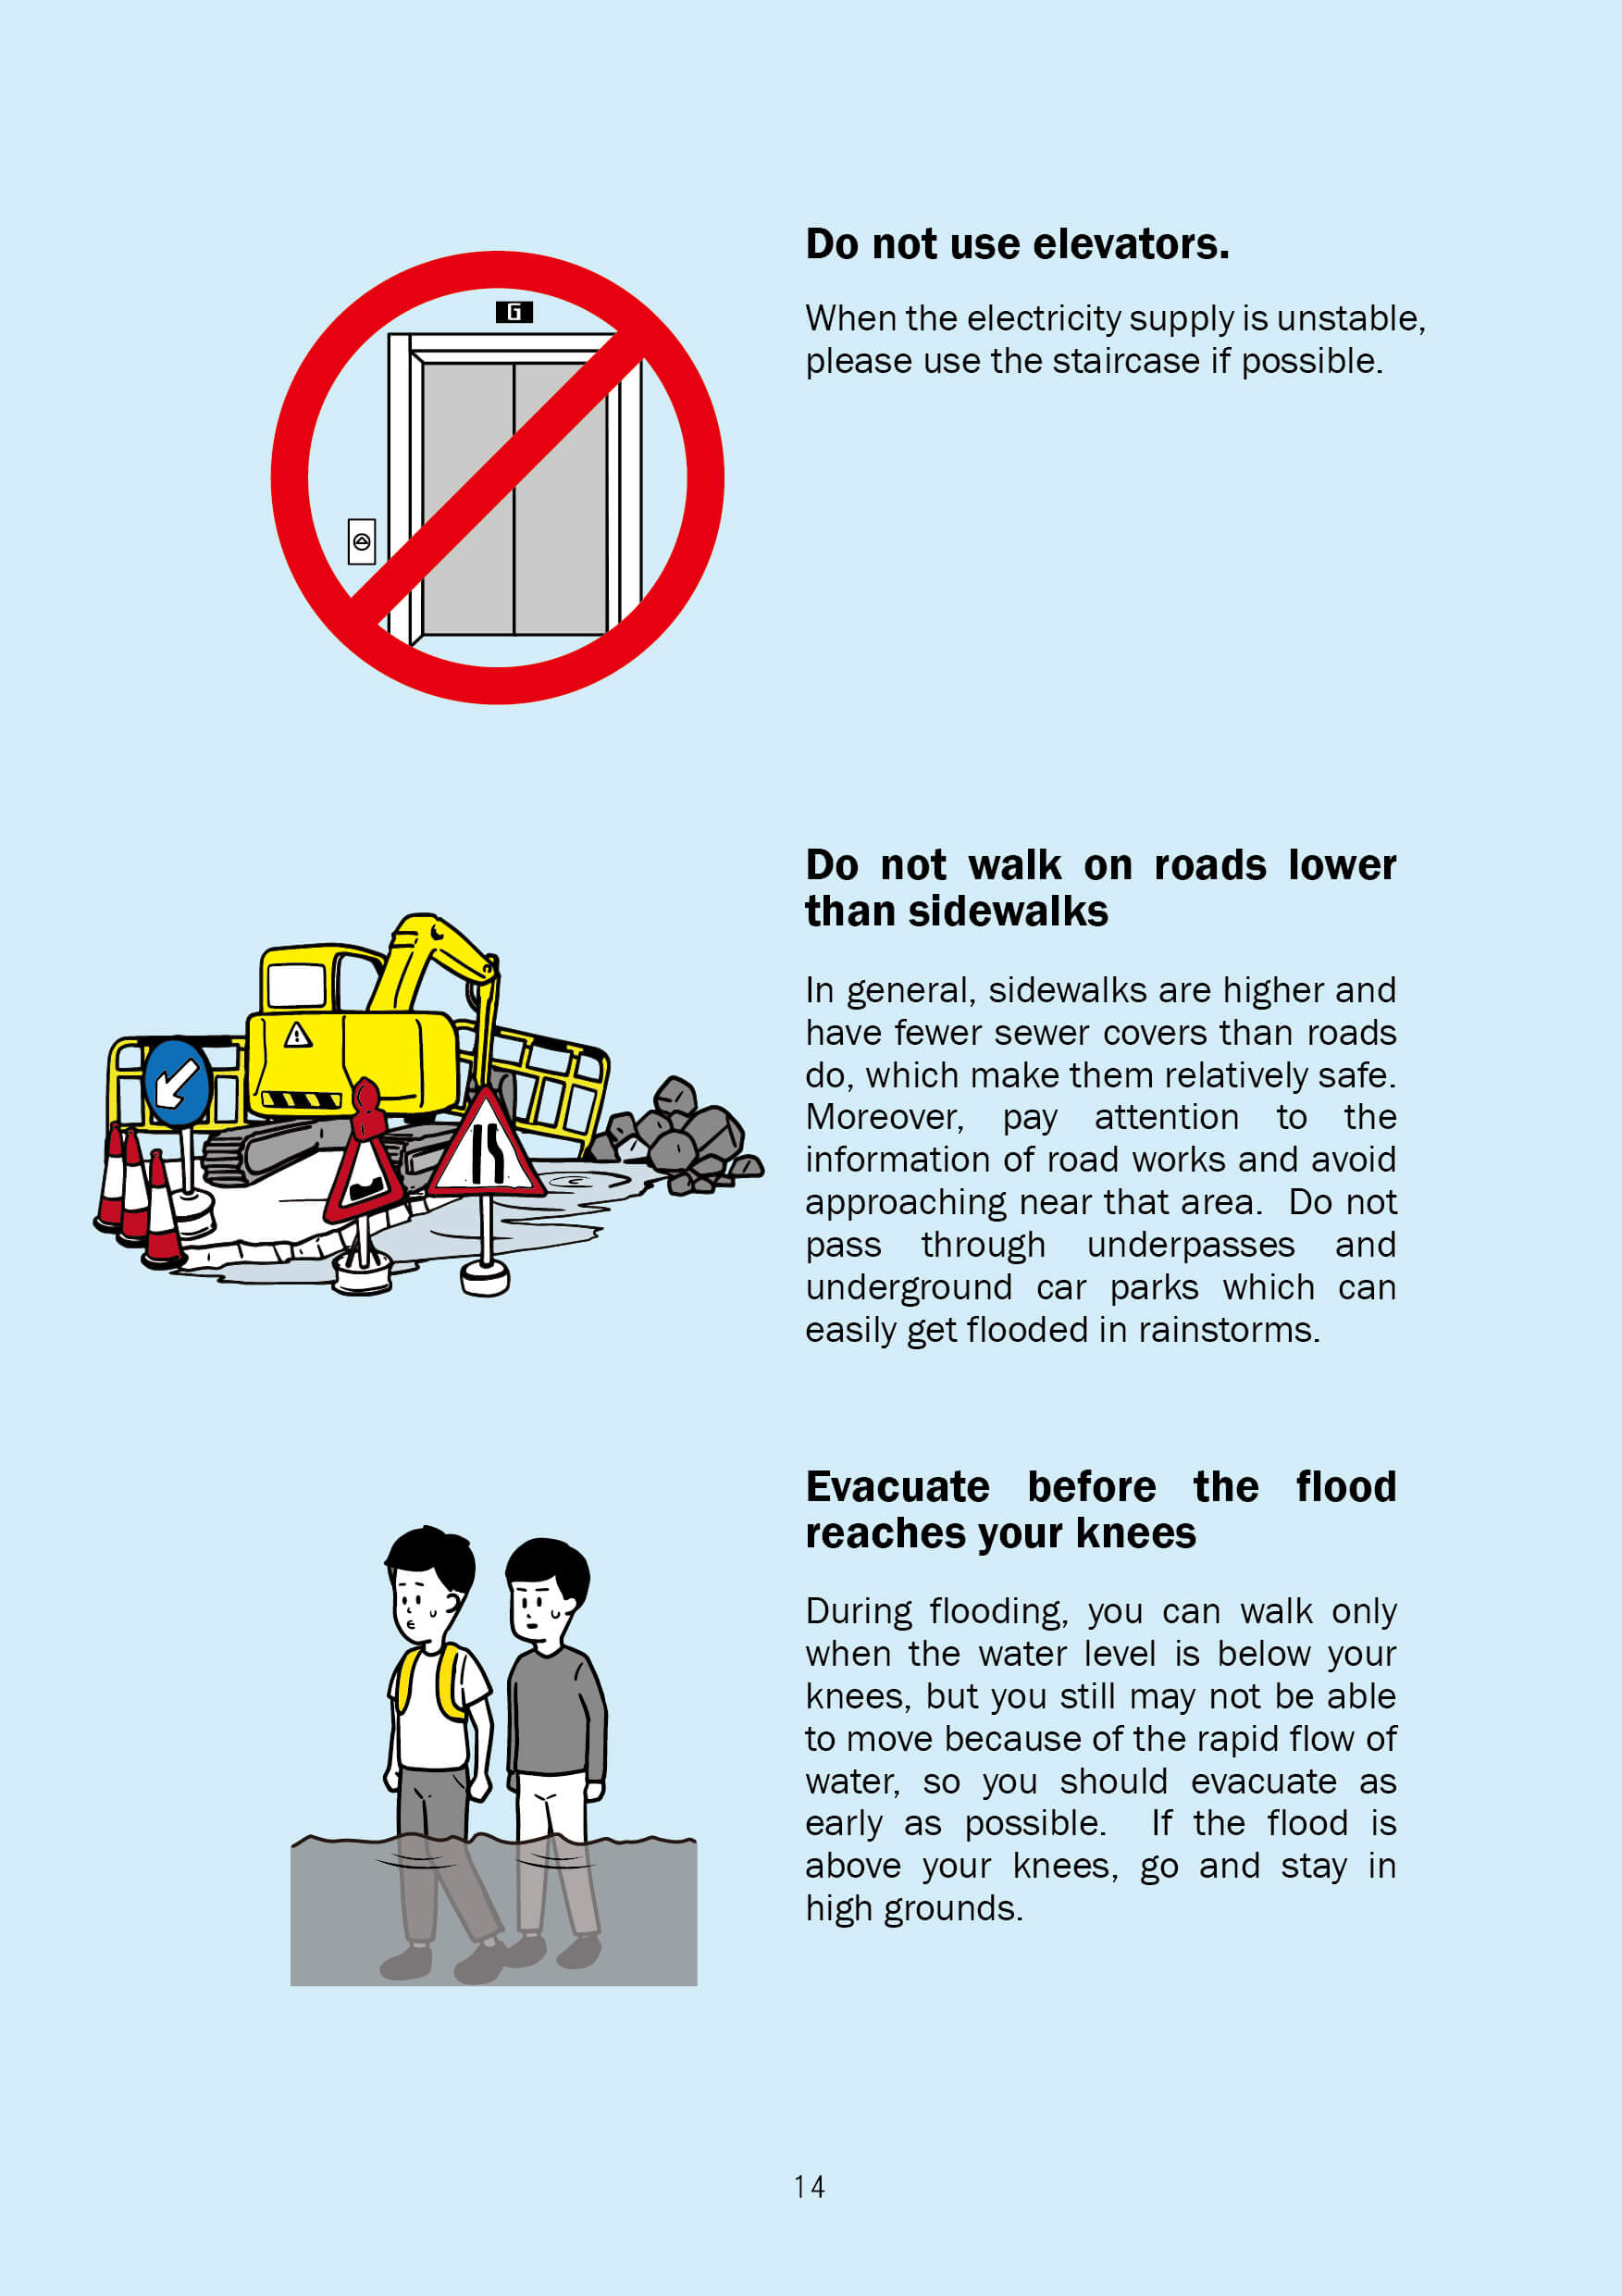 G
Do not use elevators.
When the electricity supply is unstable,
please use the staircase if possible.
Do not walk on roads lower
than sidewalks
In general, sidewalks are higher and
have fewer sewer covers than roads
do, which make them relatively safe.
Moreover, pay attention to the
information of road works and avoid
approaching near that area. Do not
pass through underpasses and
underground car parks which can
easily get flooded in rainstorms.
Evacuate before the flood
reaches your knees
During flooding, you can walk only
when the water level is below your
knees, but you still may not be able
to move because of the rapid flow of
water, so you should evacuate as
early as possible. If the flood is
above your knees, go and stay in
high grounds.
14